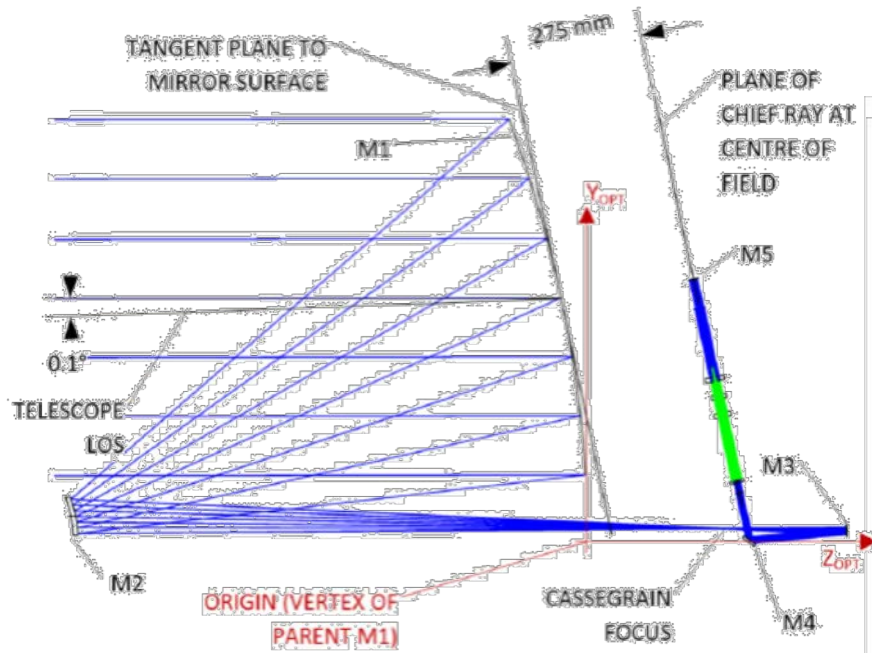 275 mm
TANGENT PLANE TO
MIRROR SURFACE
M1
PLANE OF
CHIEF RAY AT
CENTRE OF
FIELD
Y_OPT
M5
0.1°
TELESCOPE
LOS
M3
M2
ORIGIN (VERTEX OF
PARENT M1)
CASSEGRAIN
FOCUS
Z_OPT
M4